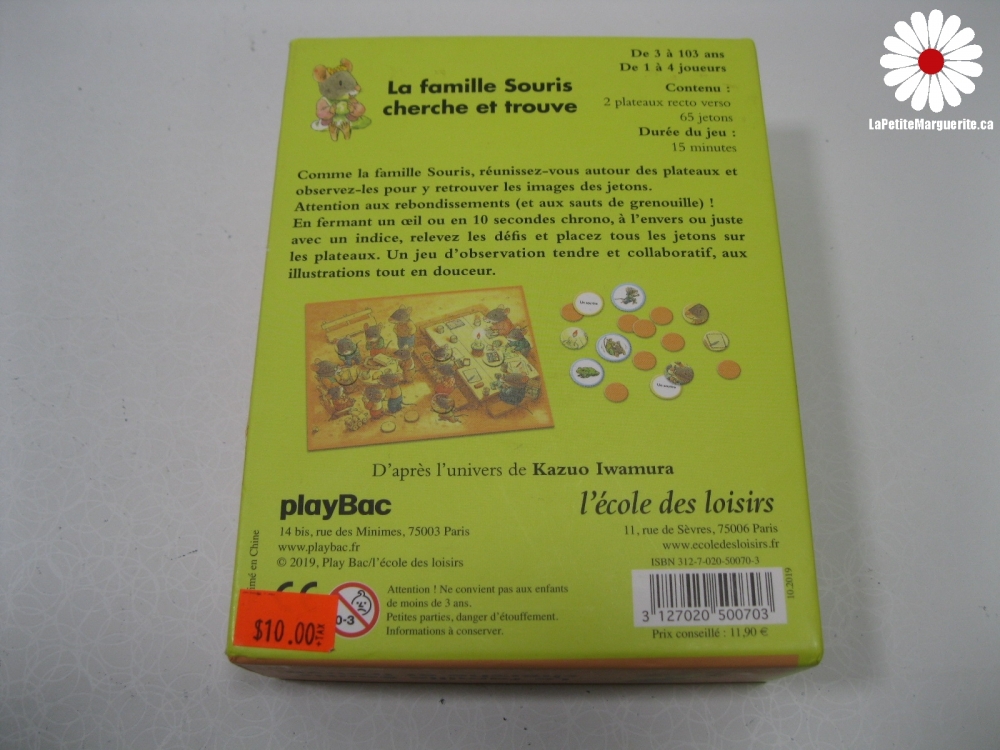 LaPetiteMarguerite.ca
La famille Souris
cherche et trouve
De 3 à 103 ans
De 1 à 4 joueurs
Contenu :
2 plateaux recto verso
65 jetons
Durée du jeu :
15 minutes
Comme la famille Souris, réunissez-vous autour des plateaux et
observez-les pour y retrouver les images des jetons.
Attention aux rebondissements (et aux sauts de grenouille) !
En fermant un œil ou en 10 secondes chrono, à l'envers ou juste
avec un indice, relevez les défis et placez tous les jetons sur
les plateaux. Un jeu d'observation tendre et collaboratif, aux
illustrations tout en douceur.
D'après l'univers de Kazuo Iwamura
playBac
14 bis, rue des Minimes, 75003 Paris
www.playbac.fr
© 2019, Play Bac/l'école des loisirs
l'école des loisirs
11, rue de Sèvres, 75006 Paris
www.ecoledesloisirs.fr
ISBN 312-7-020-50070-3
imé en Chine
0-3
Attention ! Ne convient pas aux enfants
de moins de 3 ans.
Petites parties, danger d'étouffement.
Informations à conserver.
3 127020 500703
Prix conseillé : 11,90 €
10.2019
$10.00+TAX